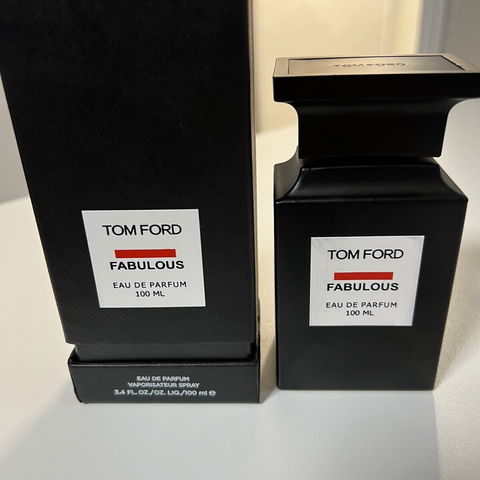 TOM FORD
FABULOUS
EAU DE PARFUM
100 ML
EAU DE PARFUM
VAPORISATEUR SPRAY
3.4 FL. OZ./OZ. LIQ./100 ml ℮
TOM FORD
TOM FORD
FABULOUS
EAU DE PARFUM
100 ML